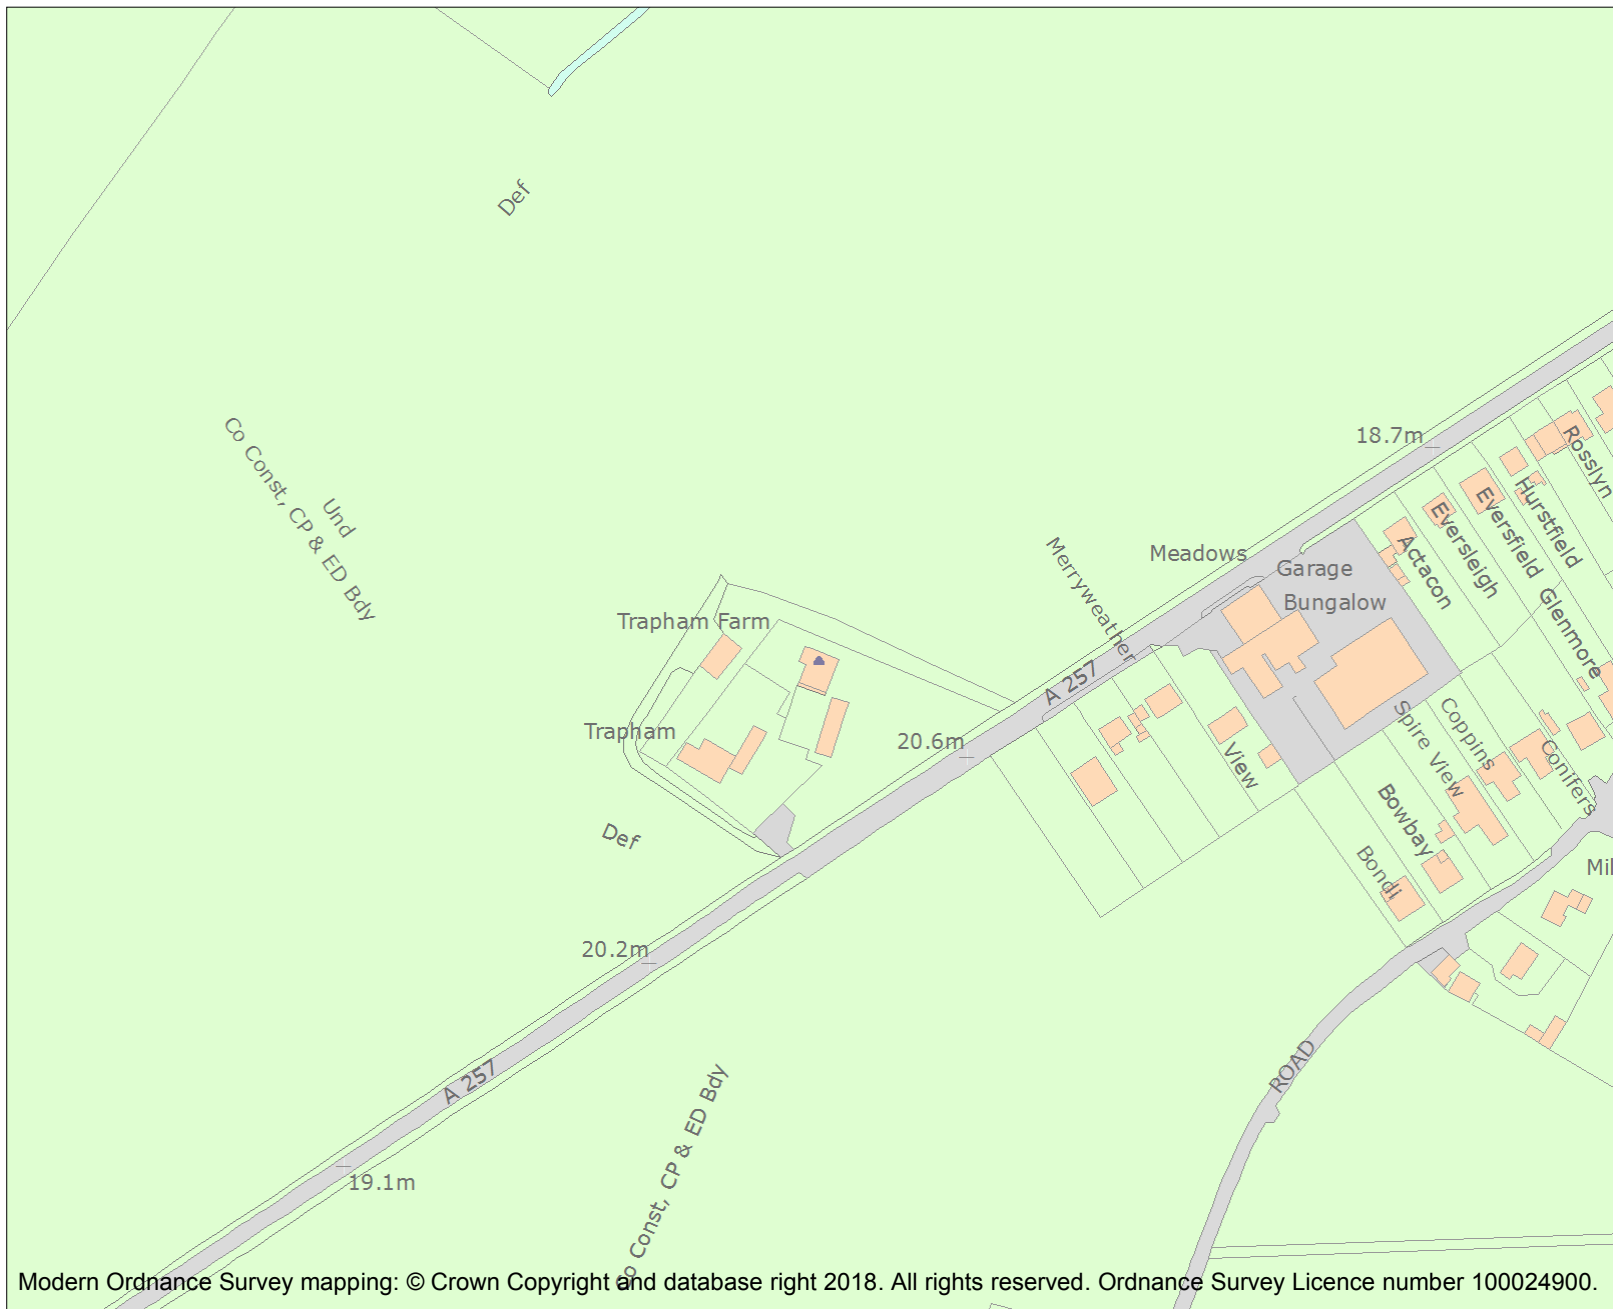 Def
Co Const, CP & ED Bdy
Und
18.7m
Rosslyn
Hurstfield
Eversfield
Eversleigh
Actacon
Meadows
Garage
Bungalow
Merryweather
Glenmore
Trapham Farm
A 257
Trapham
20.6m
View
Spire View
Coppins
Conifers
Bowbay
Bondi
Def
20.2m
ROAD
A 257
Co Const, CP & ED Bdy
19.1m
Modern Ordnance Survey mapping: © Crown Copyright and database right 2018. All rights reserved. Ordnance Survey Licence number 100024900.